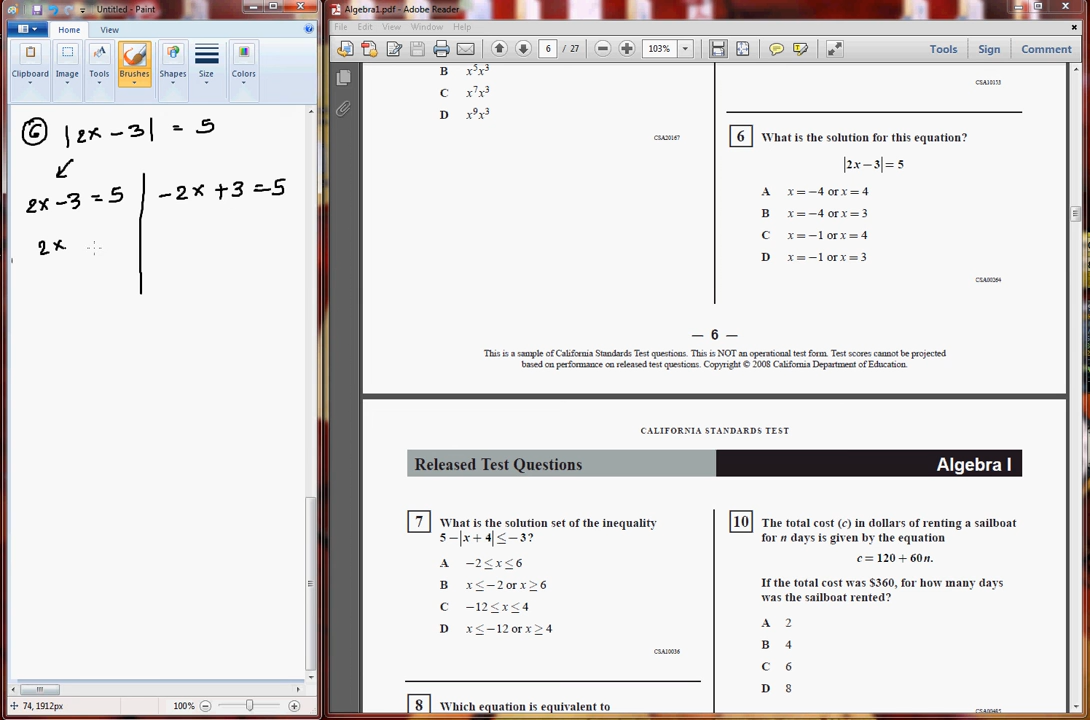 Untitled - Paint
Home View
Clipboard Image Tools Brushes Shapes Size Colors
⑥ |2x - 3| = 5
2x - 3 = 5 | -2x + 3 = 5
2x
74, 1912px 100%
Algebra1.pdf - Adobe Reader
File Edit View Window Help
6 / 27 103% Tools Sign Comment
B x⁵x³
C x⁷x³
D x⁹x³
CSA20167
CSA10153
6 What is the solution for this equation?
|2x − 3| = 5
A x = −4 or x = 4
B x = −4 or x = 3
C x = −1 or x = 4
D x = −1 or x = 3
CSA00264
— 6 —
This is a sample of California Standards Test questions. This is NOT an operational test form. Test scores cannot be projected
based on performance on released test questions. Copyright © 2008 California Department of Education.
CALIFORNIA STANDARDS TEST
Released Test Questions Algebra I
7 What is the solution set of the inequality
5 − |x + 4| ≤ −3?
A −2 ≤ x ≤ 6
B x ≤ −2 or x ≥ 6
C −12 ≤ x ≤ 4
D x ≤ −12 or x ≥ 4
CSA10036
8 Which equation is equivalent to
10 The total cost (c) in dollars of renting a sailboat
for n days is given by the equation
c = 120 + 60n.
If the total cost was $360, for how many days
was the sailboat rented?
A 2
B 4
C 6
D 8